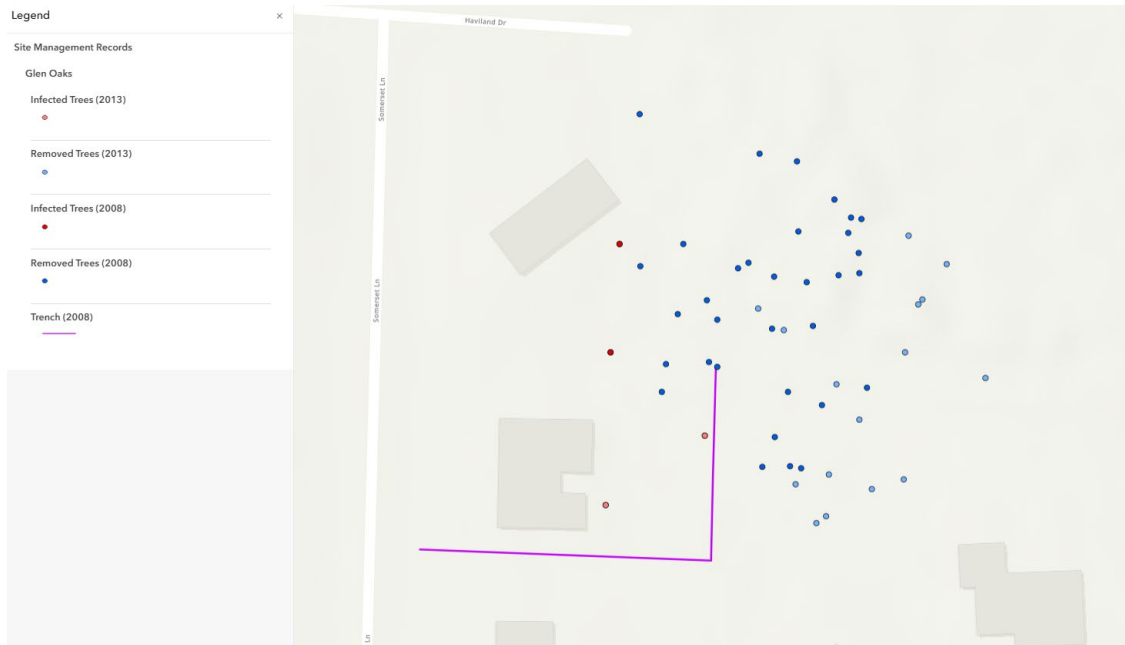 Legend ×
Site Management Records
Glen Oaks
Infected Trees (2013)
Removed Trees (2013)
Infected Trees (2008)
Removed Trees (2008)
Trench (2008)
Haviland Dr
Somerset Ln
Somerset Ln
Ln